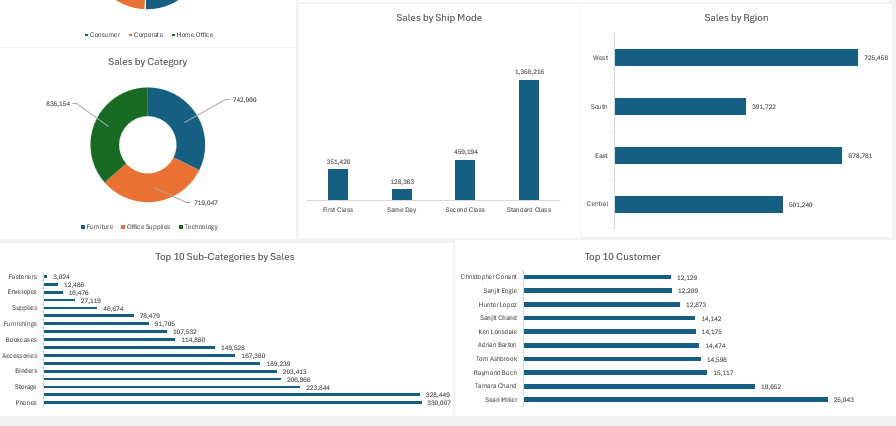 Consumer Corporate Home Office
Sales by Category
836,154
742,000
719,047
Furniture Office Supplies Technology
Sales by Ship Mode
351,428
128,363
459,194
1,358,216
First Class Same Day Second Class Standard Class
Sales by Rgion
West 725,458
South 391,722
East 678,781
Central 501,240
Top 10 Sub-Categories by Sales
Fasteners 3,024
12,486
Envelopes 16,476
27,119
Supplies 46,674
78,479
Furnishings 91,705
107,532
Bookcases 114,880
149,528
Accessories 167,380
189,239
Binders 203,413
206,966
Storage 223,844
328,449
Phones 330,007
Top 10 Customer
Christopher Conant 12,129
Sanjit Engle 12,209
Hunter Lopez 12,873
Sanjit Chand 14,142
Ken Lonsdale 14,175
Adrian Barton 14,474
Tom Ashbrook 14,596
Raymond Buch 15,117
Tamara Chand 19,052
Sean Miller 25,043